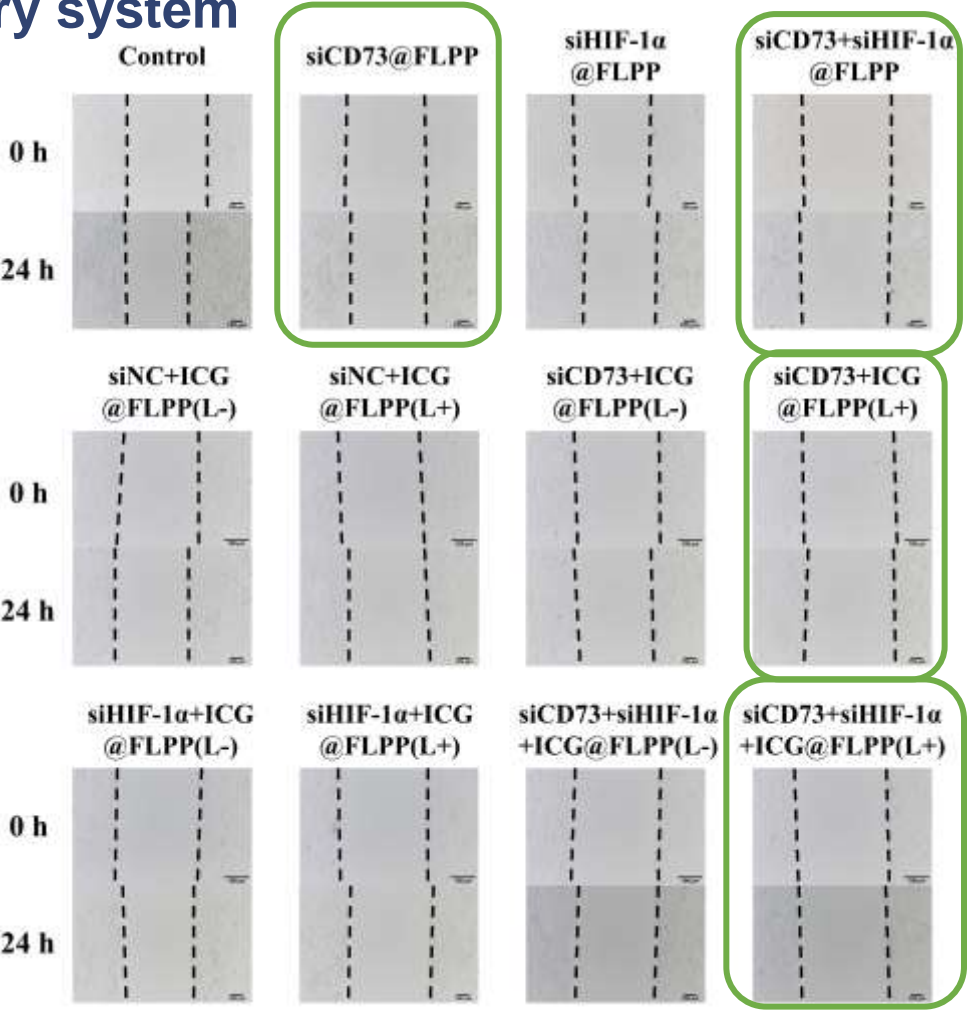 ry system
siHIF-1α siCD73+siHIF-1α
Control siCD73@FLPP @FLPP @FLPP
0 h
24 h
siNC+ICG siNC+ICG siCD73+ICG siCD73+ICG
@FLPP(L-) @FLPP(L+) @FLPP(L-) @FLPP(L+)
0 h
24 h
siHIF-1α+ICG siHIF-1α+ICG siCD73+siHIF-1α siCD73+siHIF-1α
@FLPP(L-) @FLPP(L+) +ICG@FLPP(L-) +ICG@FLPP(L+)
0 h
24 h